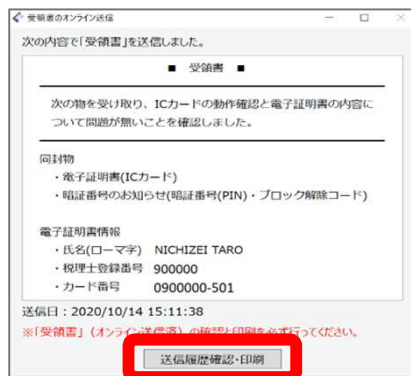 受領書のオンライン送信
次の内容で「受領書」を送信しました。
■ 受領書 ■
次の物を受け取り、ICカードの動作確認と電子証明書の内容に
ついて問題が無いことを確認しました。
同封物
・電子証明書(ICカード)
・暗証番号のお知らせ(暗証番号(PIN)・ブロック解除コード)
電子証明書情報
・氏名(ローマ字) NICHIZEI TARO
・税理士登録番号 900000
・カード番号 0900000-501
送信日：2020/10/14 15:11:38
※「受領書」（オンライン送信済）の確認と印刷を必ず行ってください。
送信履歴確認・印刷